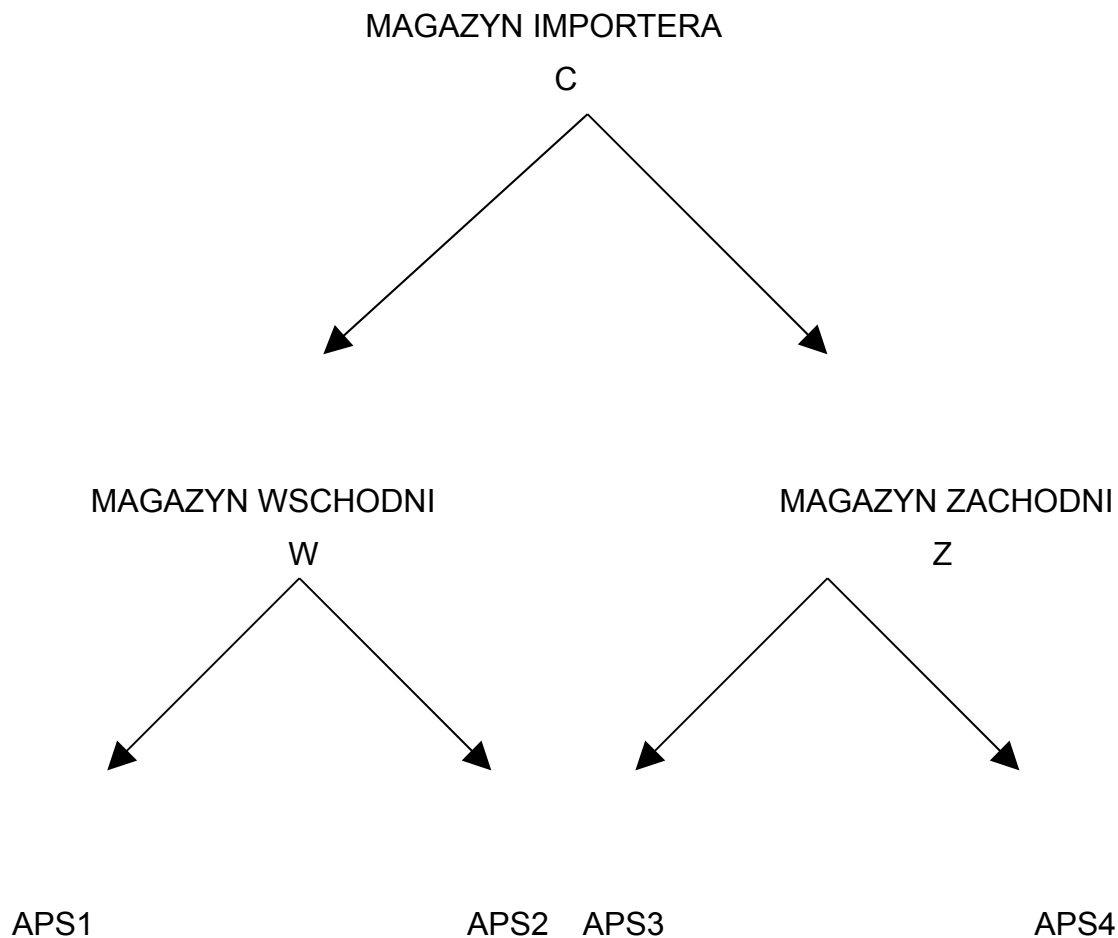 MAGAZYN IMPORTERA
C
MAGAZYN WSCHODNI
W
MAGAZYN ZACHODNI
Z
APS1
APS2
APS3
APS4